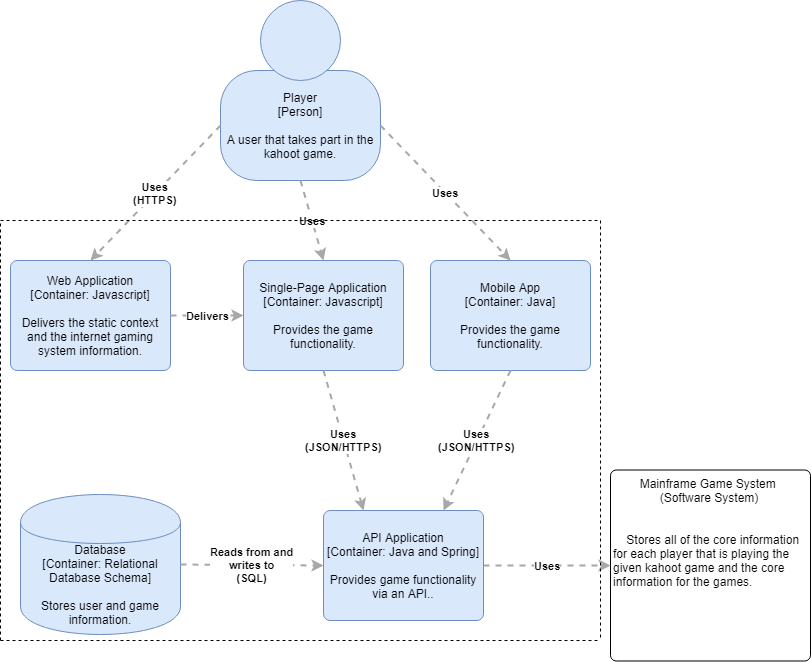 Player
[Person]
A user that takes part in the
kahoot game.
Uses
(HTTPS)
Uses
Uses
Web Application
[Container: Javascript]
Delivers the static context
and the internet gaming
system information.
Delivers
Single-Page Application
[Container: Javascript]
Provides the game
functionality.
Mobile App
[Container: Java]
Provides the game
functionality.
Uses
(JSON/HTTPS)
Uses
(JSON/HTTPS)
Database
[Container: Relational
Database Schema]
Stores user and game
information.
Reads from and
writes to
(SQL)
API Application
[Container: Java and Spring]
Provides game functionality
via an API..
Uses
Mainframe Game System
(Software System)
Stores all of the core information
for each player that is playing the
given kahoot game and the core
information for the games.